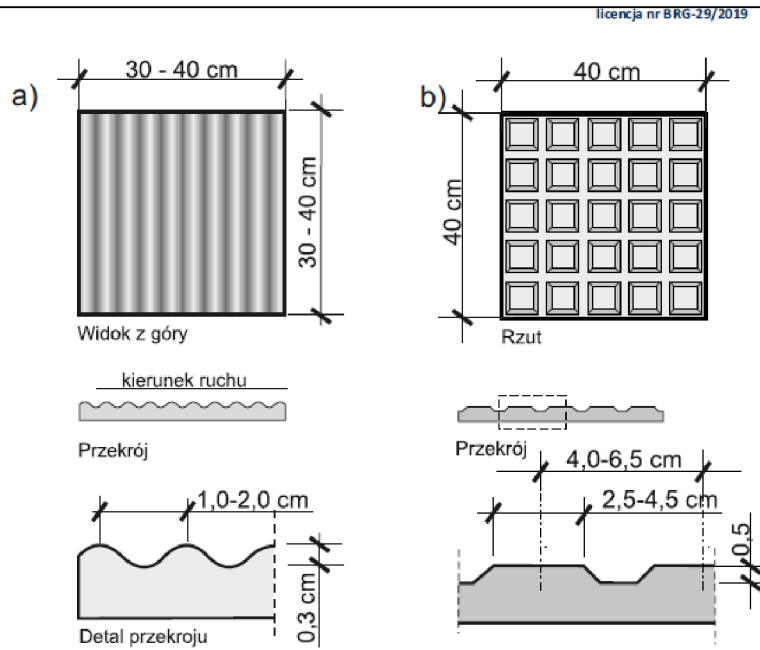 licencja nr BRG-29/2019
a)
30 - 40 cm
30 - 40 cm
Widok z góry
kierunek ruchu
Przekrój
1,0-2,0 cm
0,3 cm
Detal przekroju
b)
40 cm
40 cm
Rzut
Przekrój
4,0-6,5 cm
2,5-4,5 cm
0,5